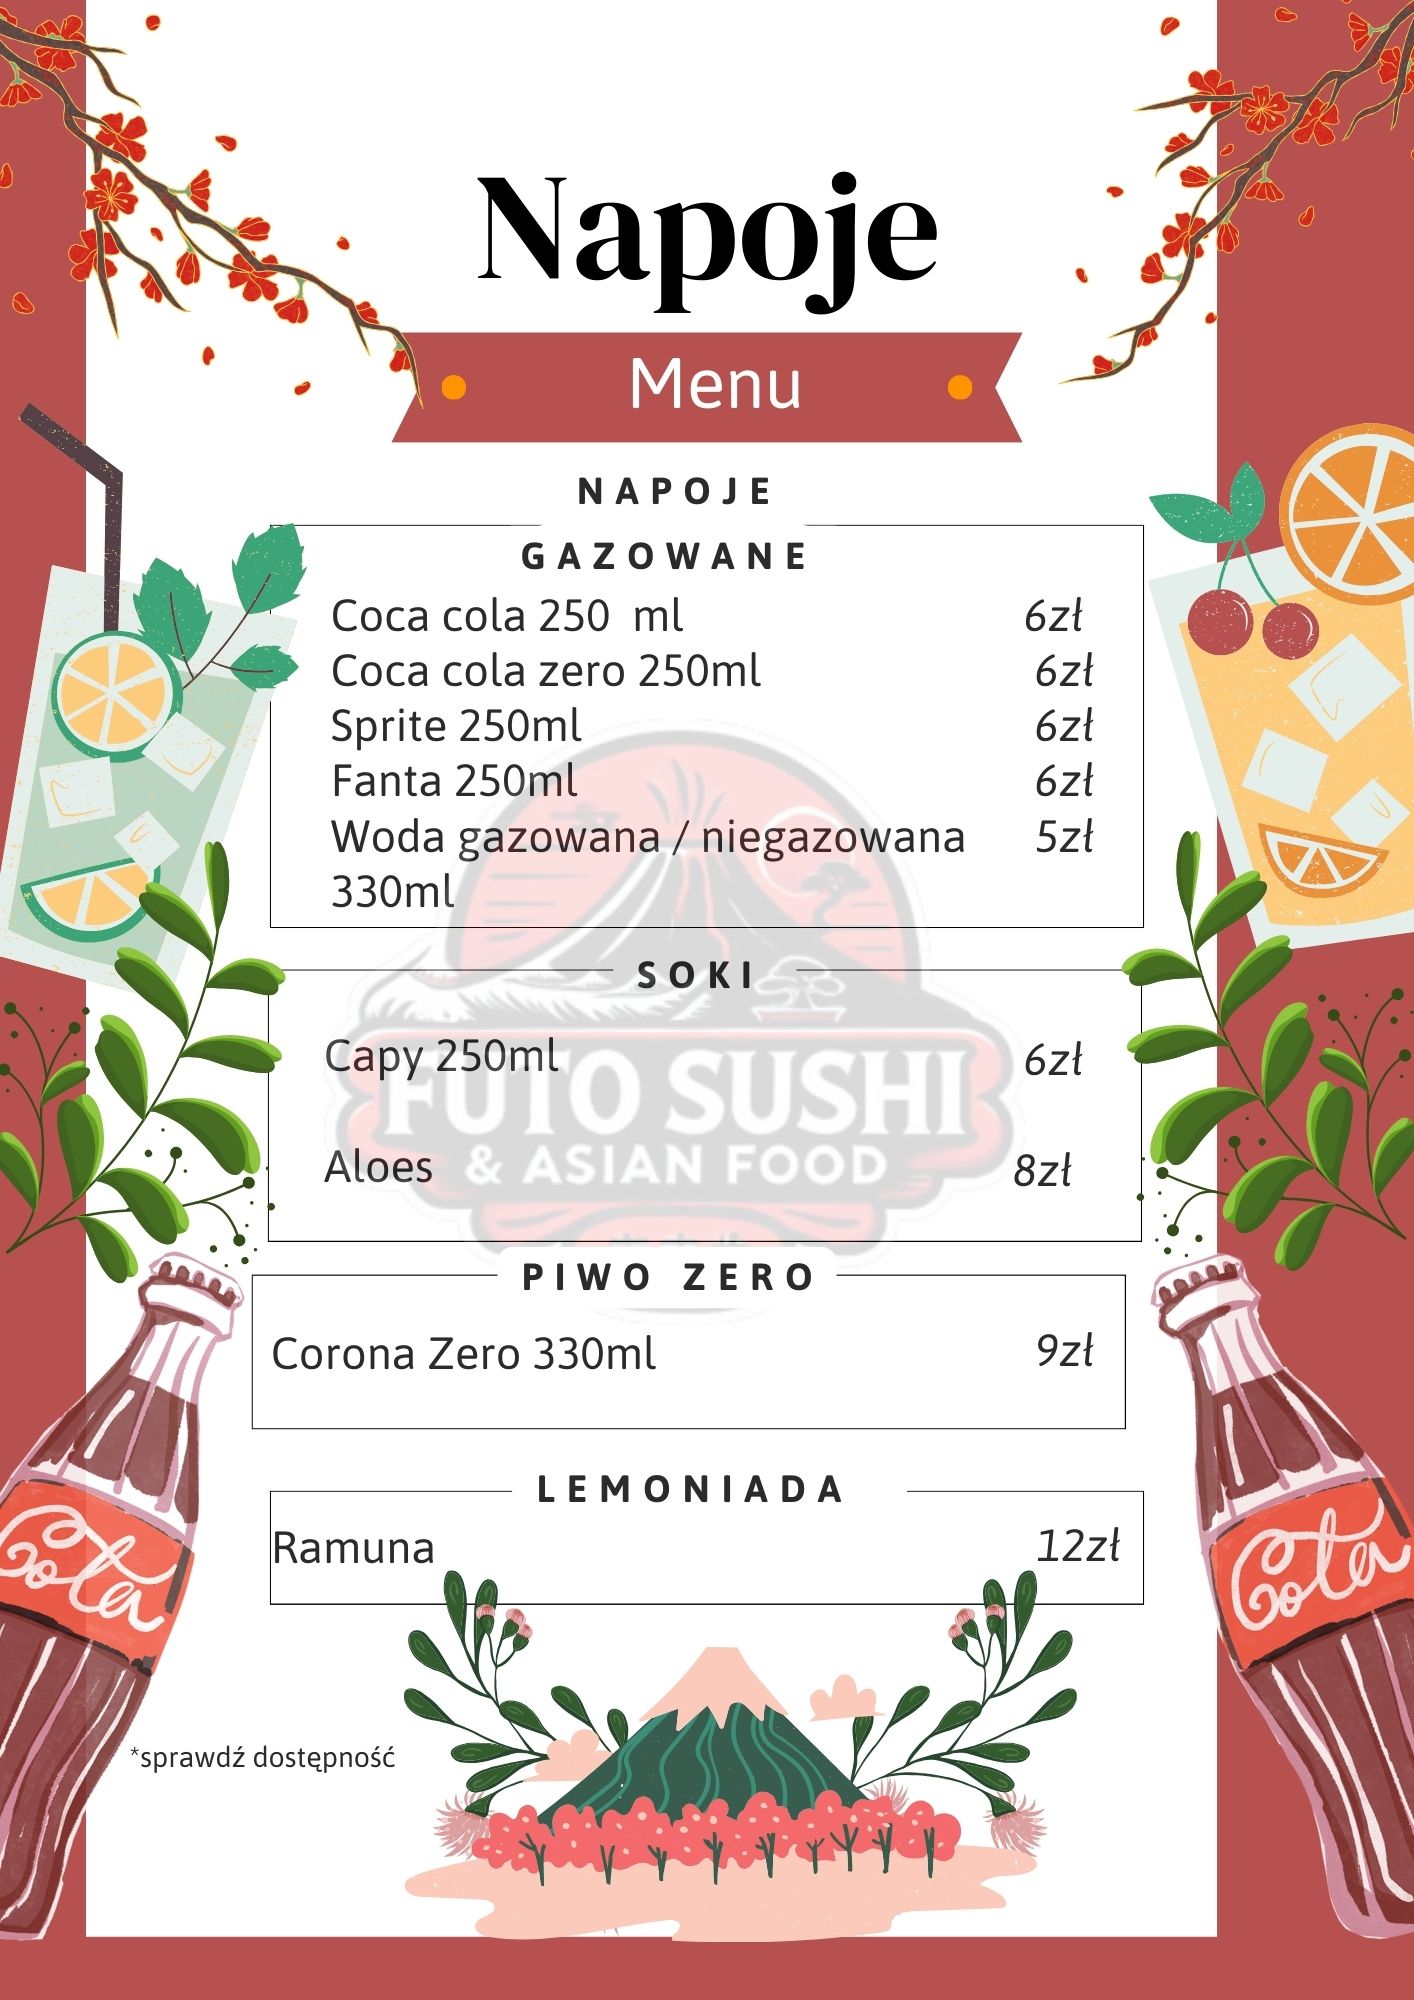 Napoje
Menu
NAPOJE
GAZOWANE
Coca cola 250 ml 6zł
Coca cola zero 250ml 6zł
Sprite 250ml 6zł
Fanta 250ml 6zł
Woda gazowana / niegazowana 5zł
330ml
SOKI
Capy 250ml 6zł
FUTO SUSHI
& ASIAN FOOD
Aloes 8zł
PIWO ZERO
Corona Zero 330ml 9zł
LEMONIADA
Ramuna 12zł
Cola
Cola
*sprawdź dostępność